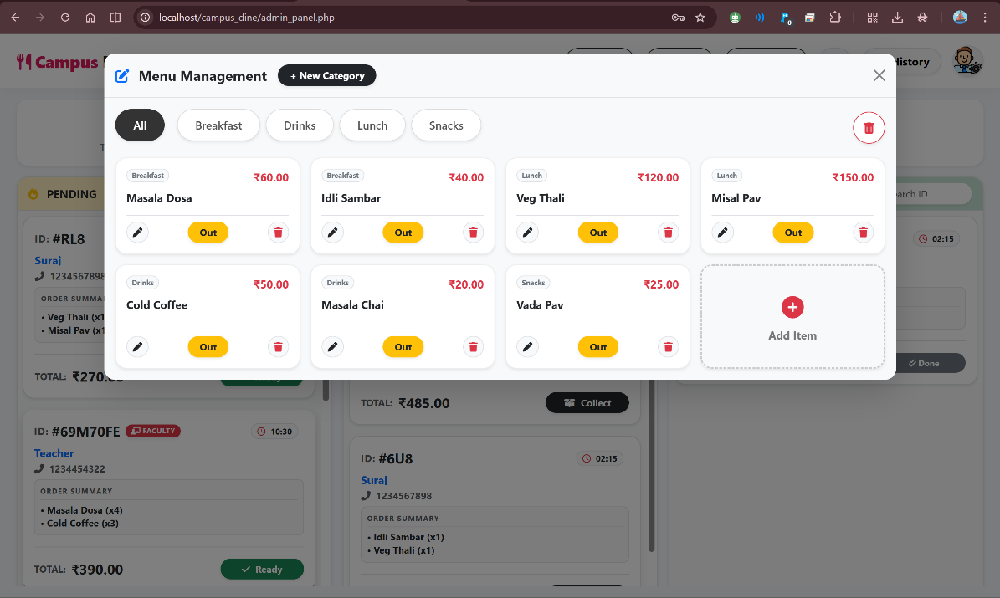 localhost/campus_dine/admin_panel.php
0
Campus
History
Menu Management
+ New Category
All
Breakfast
Drinks
Lunch
Snacks
Breakfast
₹60.00
Masala Dosa
Out
Breakfast
₹40.00
Idli Sambar
Out
Lunch
₹120.00
Veg Thali
Out
Lunch
₹150.00
Misal Pav
Out
Drinks
₹50.00
Cold Coffee
Out
Drinks
₹20.00
Masala Chai
Out
Snacks
₹25.00
Vada Pav
Out
Add Item
PENDING
ID: #RL8
Suraj
1234567898
ORDER SUMMA
• Veg Thali (x1
• Misal Pav (x1
TOTAL: ₹270.00
ID: #69M70FE
FACULTY
10:30
Teacher
1234454322
ORDER SUMMARY
• Masala Dosa (x4)
• Cold Coffee (x3)
TOTAL: ₹390.00
Ready
TOTAL: ₹485.00
Collect
ID: #6U8
02:15
Suraj
1234567898
ORDER SUMMARY
• Idli Sambar (x1)
• Veg Thali (x1)
arch ID...
02:15
Done